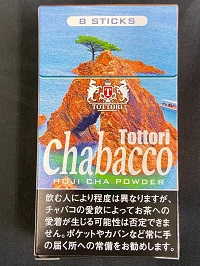 8 STICKS
TOTTORI
Tottori
Chabacco
HOJI CHA POWDER
飲む人により程度は異なりますが、
チャバコの愛飲によってお茶への
愛着が生じる可能性は否定できま
せん。ポケットやカバンなど常に手
の届く所への常備をお勧めします。